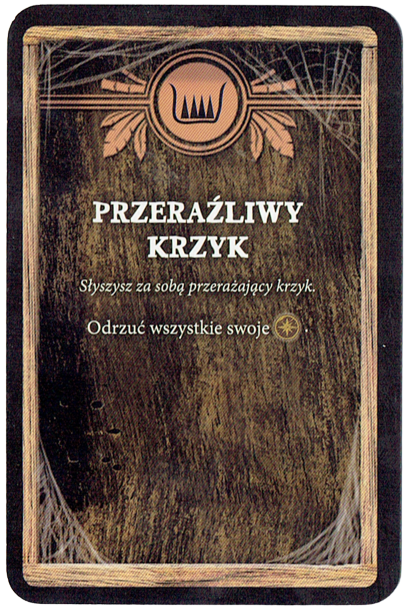 PRZERAŹLIWY
KRZYK
Słyszysz za sobą przerażający krzyk.
Odrzuć wszystkie swoje .